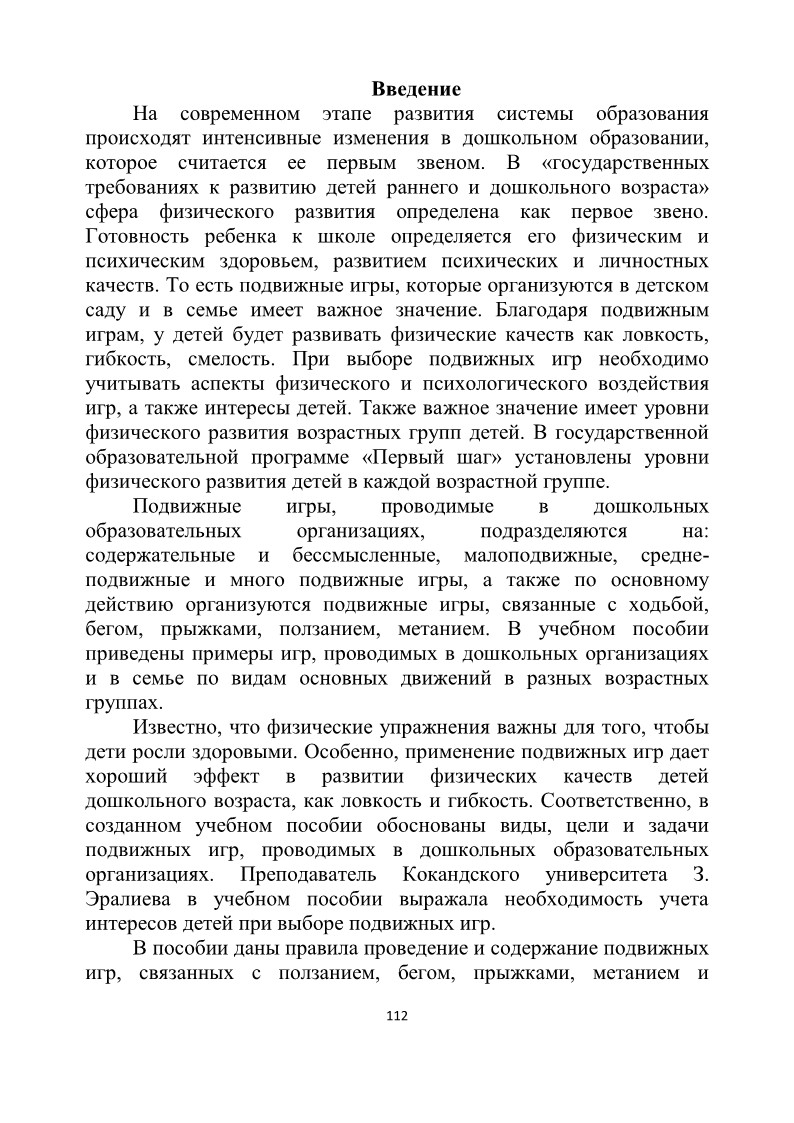 Введение
На современном этапе развития системы образования
происходят интенсивные изменения в дошкольном образовании,
которое считается ее первым звеном. В «государственных
требованиях к развитию детей раннего и дошкольного возраста»
сфера физического развития определена как первое звено.
Готовность ребенка к школе определяется его физическим и
психическим здоровьем, развитием психических и личностных
качеств. То есть подвижные игры, которые организуются в детском
саду и в семье имеет важное значение. Благодаря подвижным
играм, у детей будет развивать физические качеств как ловкость,
гибкость, смелость. При выборе подвижных игр необходимо
учитывать аспекты физического и психологического воздействия
игр, а также интересы детей. Также важное значение имеет уровни
физического развития возрастных групп детей. В государственной
образовательной программе «Первый шаг» установлены уровни
физического развития детей в каждой возрастной группе.
Подвижные игры, проводимые в дошкольных
образовательных организациях, подразделяются на:
содержательные и бессмысленные, малоподвижные, средне-
подвижные и много подвижные игры, а также по основному
действию организуются подвижные игры, связанные с ходьбой,
бегом, прыжками, ползанием, метанием. В учебном пособии
приведены примеры игр, проводимых в дошкольных организациях
и в семье по видам основных движений в разных возрастных
группах.
Известно, что физические упражнения важны для того, чтобы
дети росли здоровыми. Особенно, применение подвижных игр дает
хороший эффект в развитии физических качеств детей
дошкольного возраста, как ловкость и гибкость. Соответственно, в
созданном учебном пособии обоснованы виды, цели и задачи
подвижных игр, проводимых в дошкольных образовательных
организациях. Преподаватель Кокандского университета З.
Эралиева в учебном пособии выражала необходимость учета
интересов детей при выборе подвижных игр.
В пособии даны правила проведение и содержание подвижных
игр, связанных с ползанием, бегом, прыжками, метанием и
112